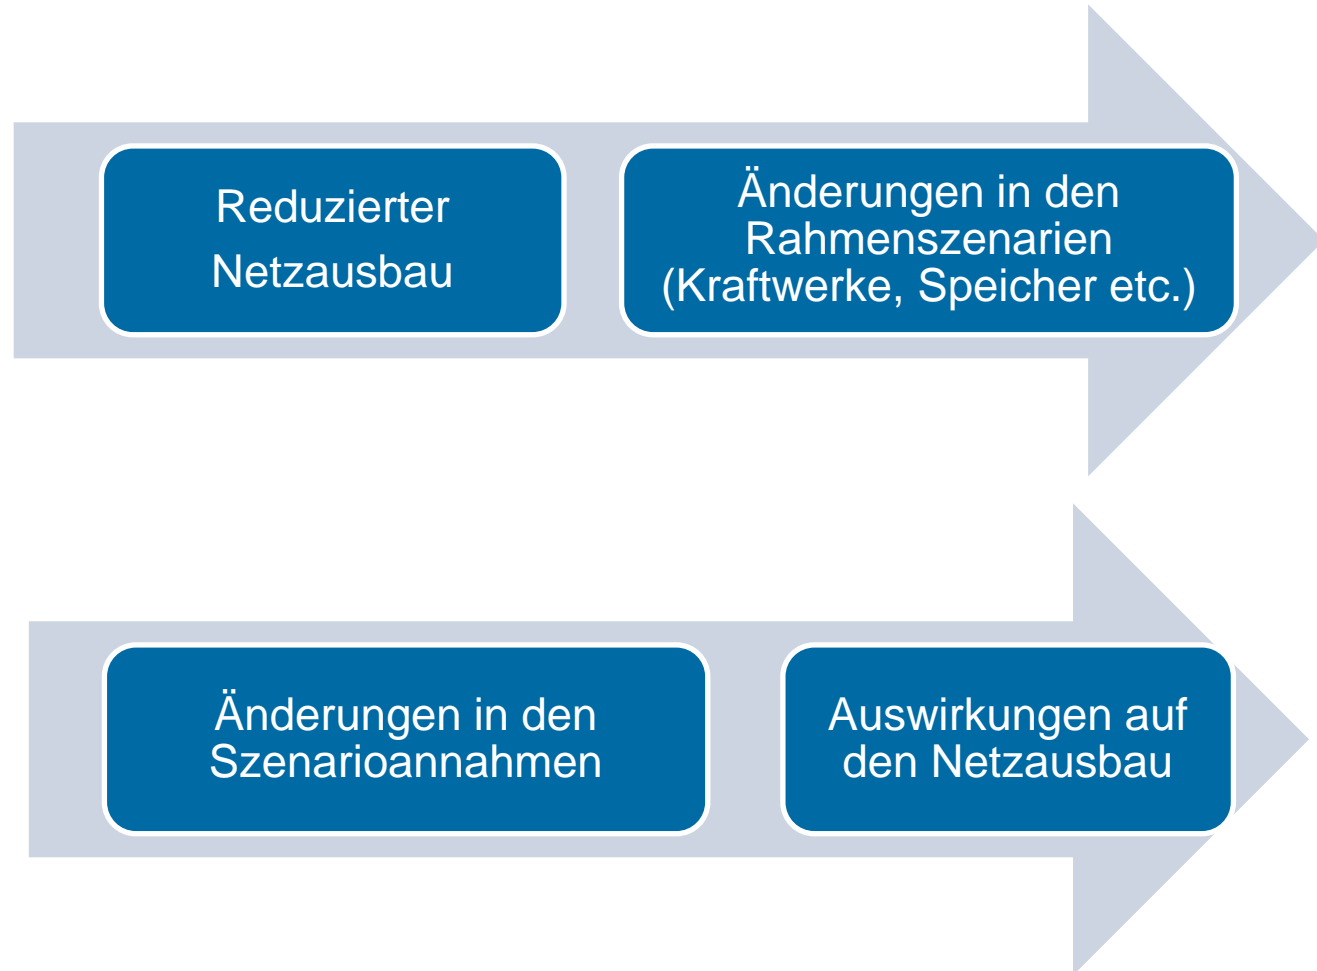 Reduzierter
Netzausbau
Änderungen in den
Rahmenszenarien
(Kraftwerke, Speicher etc.)
Änderungen in den
Szenarioannahmen
Auswirkungen auf
den Netzausbau